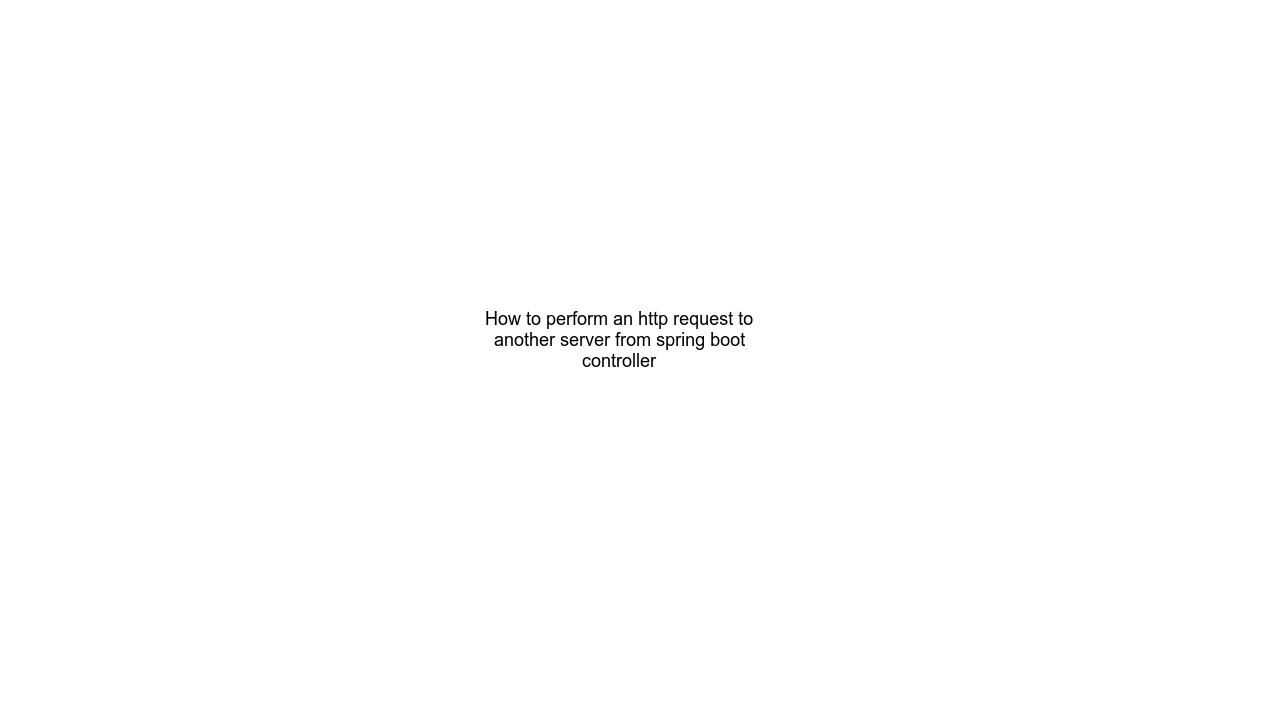 How to perform an http request to
another server from spring boot
controller